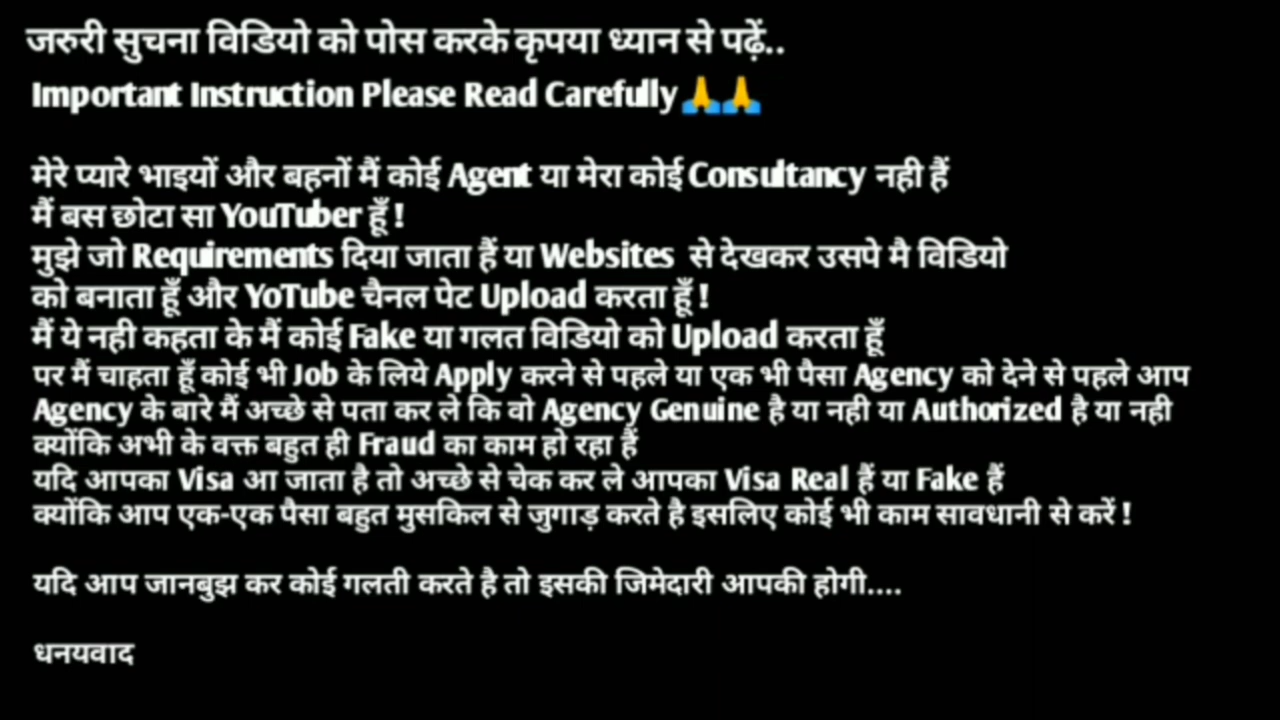 जरुरी सुचना विडियो को पोस करके कृपया ध्यान से पढ़ें..
Important Instruction Please Read Carefully🙏🙏
मेरे प्यारे भाइयों और बहनों मैं कोई Agent या मेरा कोई Consultancy नही हैं
मैं बस छोटा सा YouTuber हूँ !
मुझे जो Requirements दिया जाता हैं या Websites से देखकर उसपे मै विडियो
को बनाता हूँ और YoTube चैनल पेट Upload करता हूँ !
मैं ये नही कहता के मैं कोई Fake या गलत विडियो को Upload करता हूँ
पर मैं चाहता हूँ कोई भी Job के लिये Apply करने से पहले या एक भी पैसा Agency को देने से पहले आप
Agency के बारे मैं अच्छे से पता कर ले कि वो Agency Genuine है या नही या Authorized है या नही
क्योंकि अभी के वक्त बहुत ही Fraud का काम हो रहा हैं
यदि आपका Visa आ जाता है तो अच्छे से चेक कर ले आपका Visa Real हैं या Fake हैं
क्योंकि आप एक-एक पैसा बहुत मुसकिल से जुगाड़ करते है इसलिए कोई भी काम सावधानी से करें !
यदि आप जानबुझ कर कोई गलती करते है तो इसकी जिमेदारी आपकी होगी....
धनयवाद